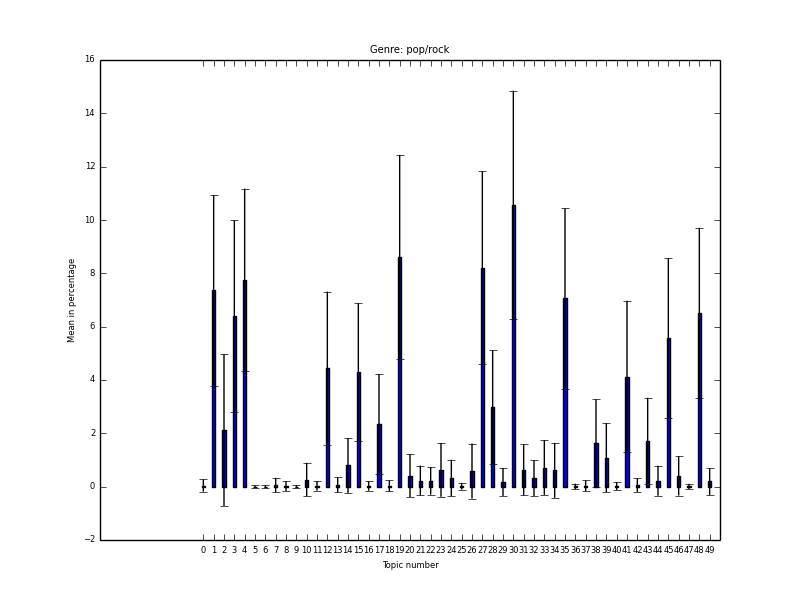 Genre: pop/rock
16
14
12
10
8
6
4
2
0
−2
Mean in percentage
0 1 2 3 4 5 6 7 8 9 10 11 12 13 14 15 16 17 18 19 20 21 22 23 24 25 26 27 28 29 30 31 32 33 34 35 36 37 38 39 40 41 42 43 44 45 46 47 48 49
Topic number